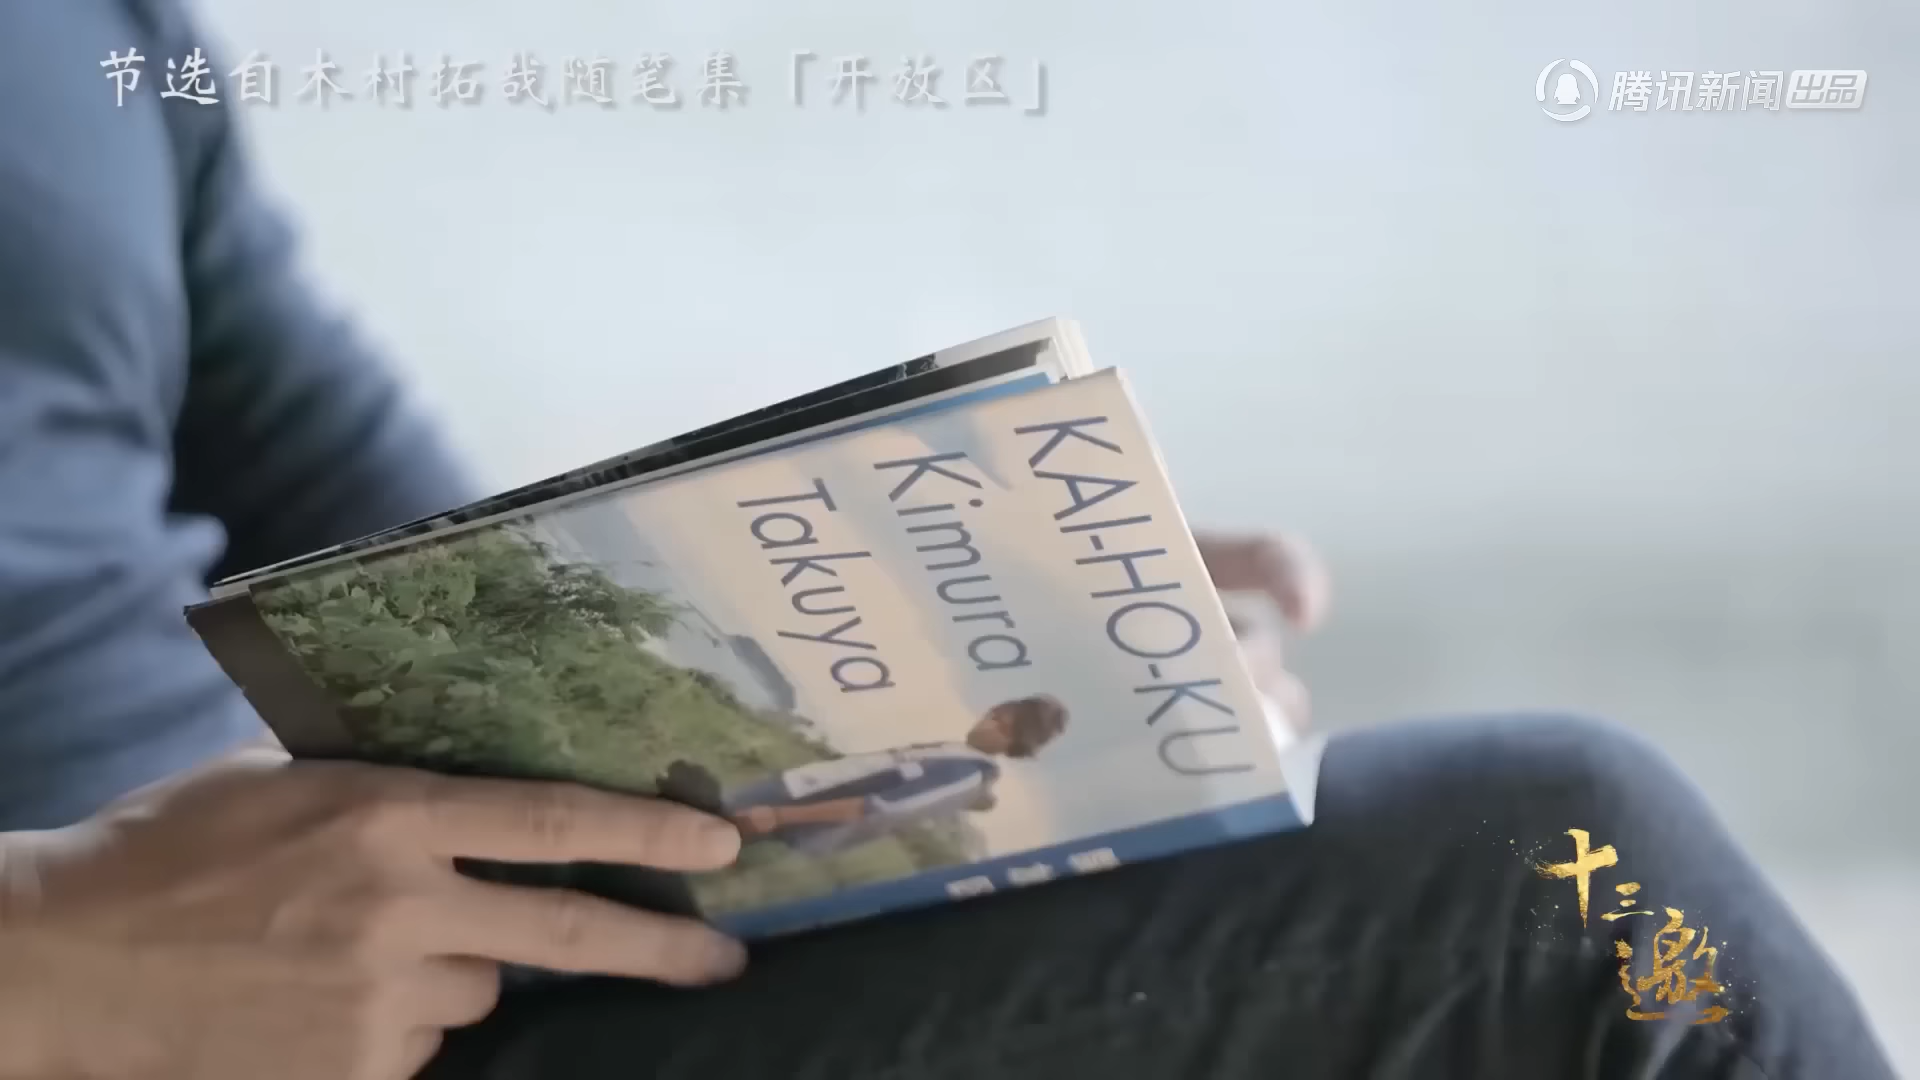 节选自木村拓哉随笔集「开放区」
腾讯新闻出品
KAI-HO-KU
Kimura
Takuya
十三邀